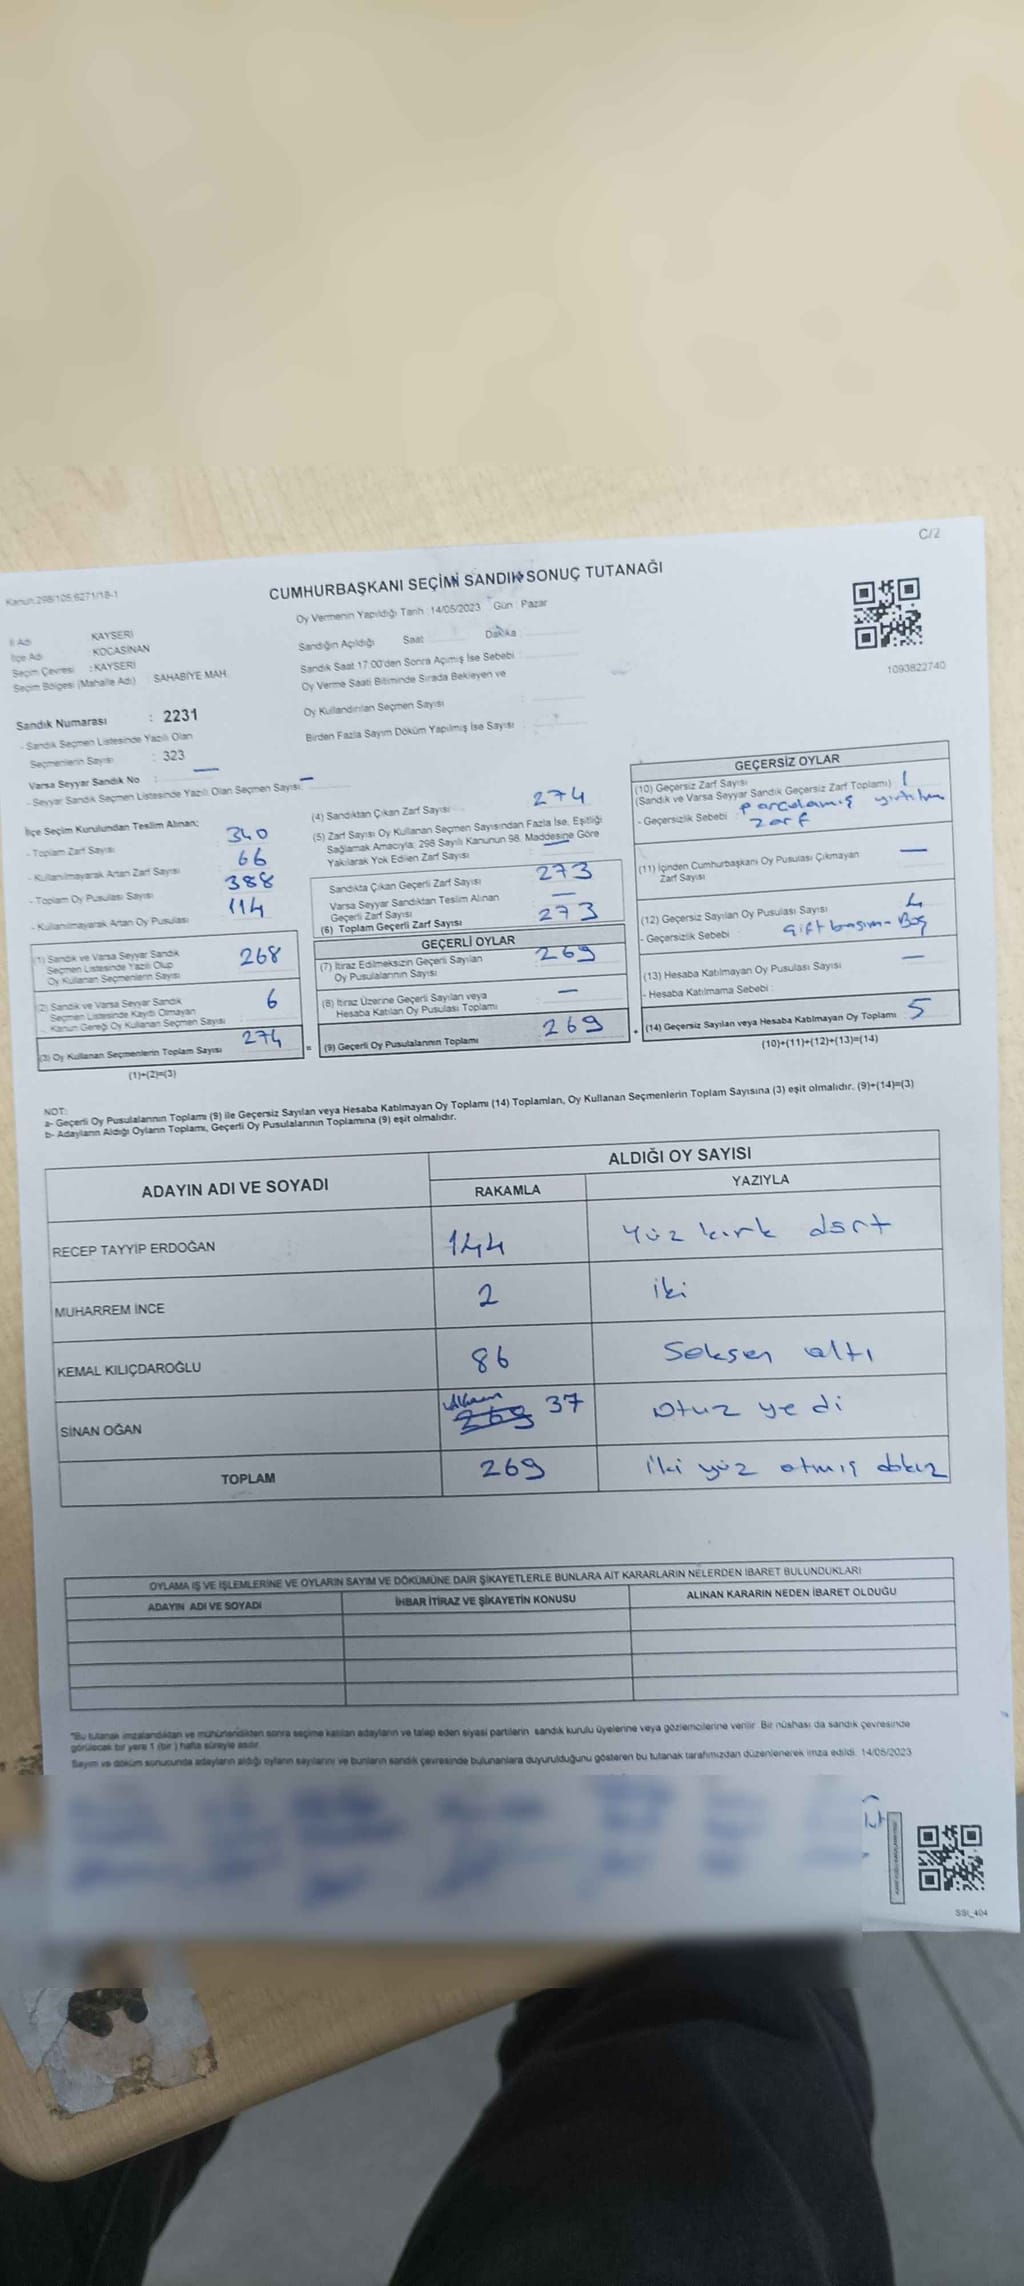 C/2
Kanun:298/105,6271/18-1
CUMHURBAŞKANI SEÇİMİ SANDIK SONUÇ TUTANAĞI
Oy Vermenin Yapıldığı Tarih : 14/05/2023 Gün : Pazar
İl Adı KAYSERİ
İlçe Adı : KOCASİNAN
Seçim Çevresi : KAYSERİ
Seçim Bölgesi (Mahalle Adı) SAHABİYE MAH.
Sandık Numarası : 2231
- Sandık Seçmen Listesinde Yazılı Olan
Seçmenlerin Sayısı : 323
Varsa Seyyar Sandık No : —
- Seyyar Sandık Seçmen Listesinde Yazılı Olan Seçmen Sayısı: —
Sandığın Açıldığı Saat Dakika :
Sandık Saat 17.00'den Sonra Açılmış İse Sebebi :
Oy Verme Saati Bitiminde Sırada Bekleyen ve
Oy Kullandırılan Seçmen Sayısı :
Birden Fazla Sayım Döküm Yapılmış İse Sayısı :
1093822740
İlçe Seçim Kurulundan Teslim Alınan;
- Toplam Zarf Sayısı 340
- Kullanılmayarak Artan Zarf Sayısı 66
- Toplam Oy Pusulası Sayısı 388
- Kullanılmayarak Artan Oy Pusulası 114
(1) Sandık ve Varsa Seyyar Sandık
Seçmen Listesinde Yazılı Olup
Oy Kullanan Seçmenlerin Sayısı 268
(2) Sandık ve Varsa Seyyar Sandık
Seçmen Listesinde Kayıtlı Olmayan
Kanun Gereği Oy Kullanan Seçmen Sayısı 6
(3) Oy Kullanan Seçmenlerin Toplam Sayısı 274
(1)+(2)=(3)
(4) Sandıktan Çıkan Zarf Sayısı 274
(5) Zarf Sayısı Oy Kullanan Seçmen Sayısından Fazla İse, Eşitliği
Sağlamak Amacıyla; 298 Sayılı Kanunun 98. Maddesine Göre
Yakılarak Yok Edilen Zarf Sayısı —
Sandıkta Çıkan Geçerli Zarf Sayısı 273
Varsa Seyyar Sandıktan Teslim Alınan
Geçerli Zarf Sayısı —
(6) Toplam Geçerli Zarf Sayısı 273
GEÇERLİ OYLAR
(7) İtiraz Edilmeksizin Geçerli Sayılan
Oy Pusulalarının Sayısı 269
(8) İtiraz Üzerine Geçerli Sayılan veya
Hesaba Katılan Oy Pusulası Toplamı —
= (9) Geçerli Oy Pusulalarının Toplamı 269
GEÇERSİZ OYLAR
(10) Geçersiz Zarf Sayısı
(Sandık ve Varsa Seyyar Sandık Geçersiz Zarf Toplamı) 1
- Geçersizlik Sebebi : parçalamış yırtılmış
zarf
(11) İçinden Cumhurbaşkanı Oy Pusulası Çıkmayan
Zarf Sayısı —
(12) Geçersiz Sayılan Oy Pusulası Sayısı 4
- Geçersizlik Sebebi : Çift basım - Boş
(13) Hesaba Katılmayan Oy Pusulası Sayısı —
- Hesaba Katılmama Sebebi :
+ (14) Geçersiz Sayılan veya Hesaba Katılmayan Oy Toplamı 5
(10)+(11)+(12)+(13)=(14)
NOT:
a- Geçerli Oy Pusulalarının Toplamı (9) ile Geçersiz Sayılan veya Hesaba Katılmayan Oy Toplamı (14) Toplamları, Oy Kullanan Seçmenlerin Toplam Sayısına (3) eşit olmalıdır. (9)+(14)=(3)
b- Adayların Aldığı Oyların Toplamı, Geçerli Oy Pusulalarının Toplamına (9) eşit olmalıdır.
ADAYIN ADI VE SOYADI ALDIĞI OY SAYISI
RAKAMLA YAZIYLA
RECEP TAYYİP ERDOĞAN 144 Yüz kırk dört
MUHARREM İNCE 2 iki
KEMAL KILIÇDAROĞLU 86 Seksen altı
SİNAN OĞAN 269 37 Otuz yedi
TOPLAM 269 iki yüz atmış dokuz
OYLAMA İŞ VE İŞLEMLERİNE VE OYLARIN SAYIM VE DÖKÜMÜNE DAİR ŞİKAYETLERLE BUNLARA AİT KARARLARIN NELERDEN İBARET BULUNDUKLARI
ADAYIN ADI VE SOYADI İHBAR İTİRAZ VE ŞİKAYETİN KONUSU ALINAN KARARIN NEDEN İBARET OLDUĞU
*Bu tutanak imzalandıktan ve mühürlendikten sonra seçime katılan adayların ve talep eden siyasi partilerin sandık kurulu üyelerine veya gözlemcilerine verilir. Bir nüshası da sandık çevresinde
görülecek bir yere 1 (bir) hafta süreyle asılır.
Sayım ve döküm sonucunda adayların aldığı oyların sayılarını ve bunların sandık çevresinde bulunanlara duyurulduğunu gösteren bu tutanak tarafımızdan düzenlenerek imza edildi. 14/05/2023
SSI_404